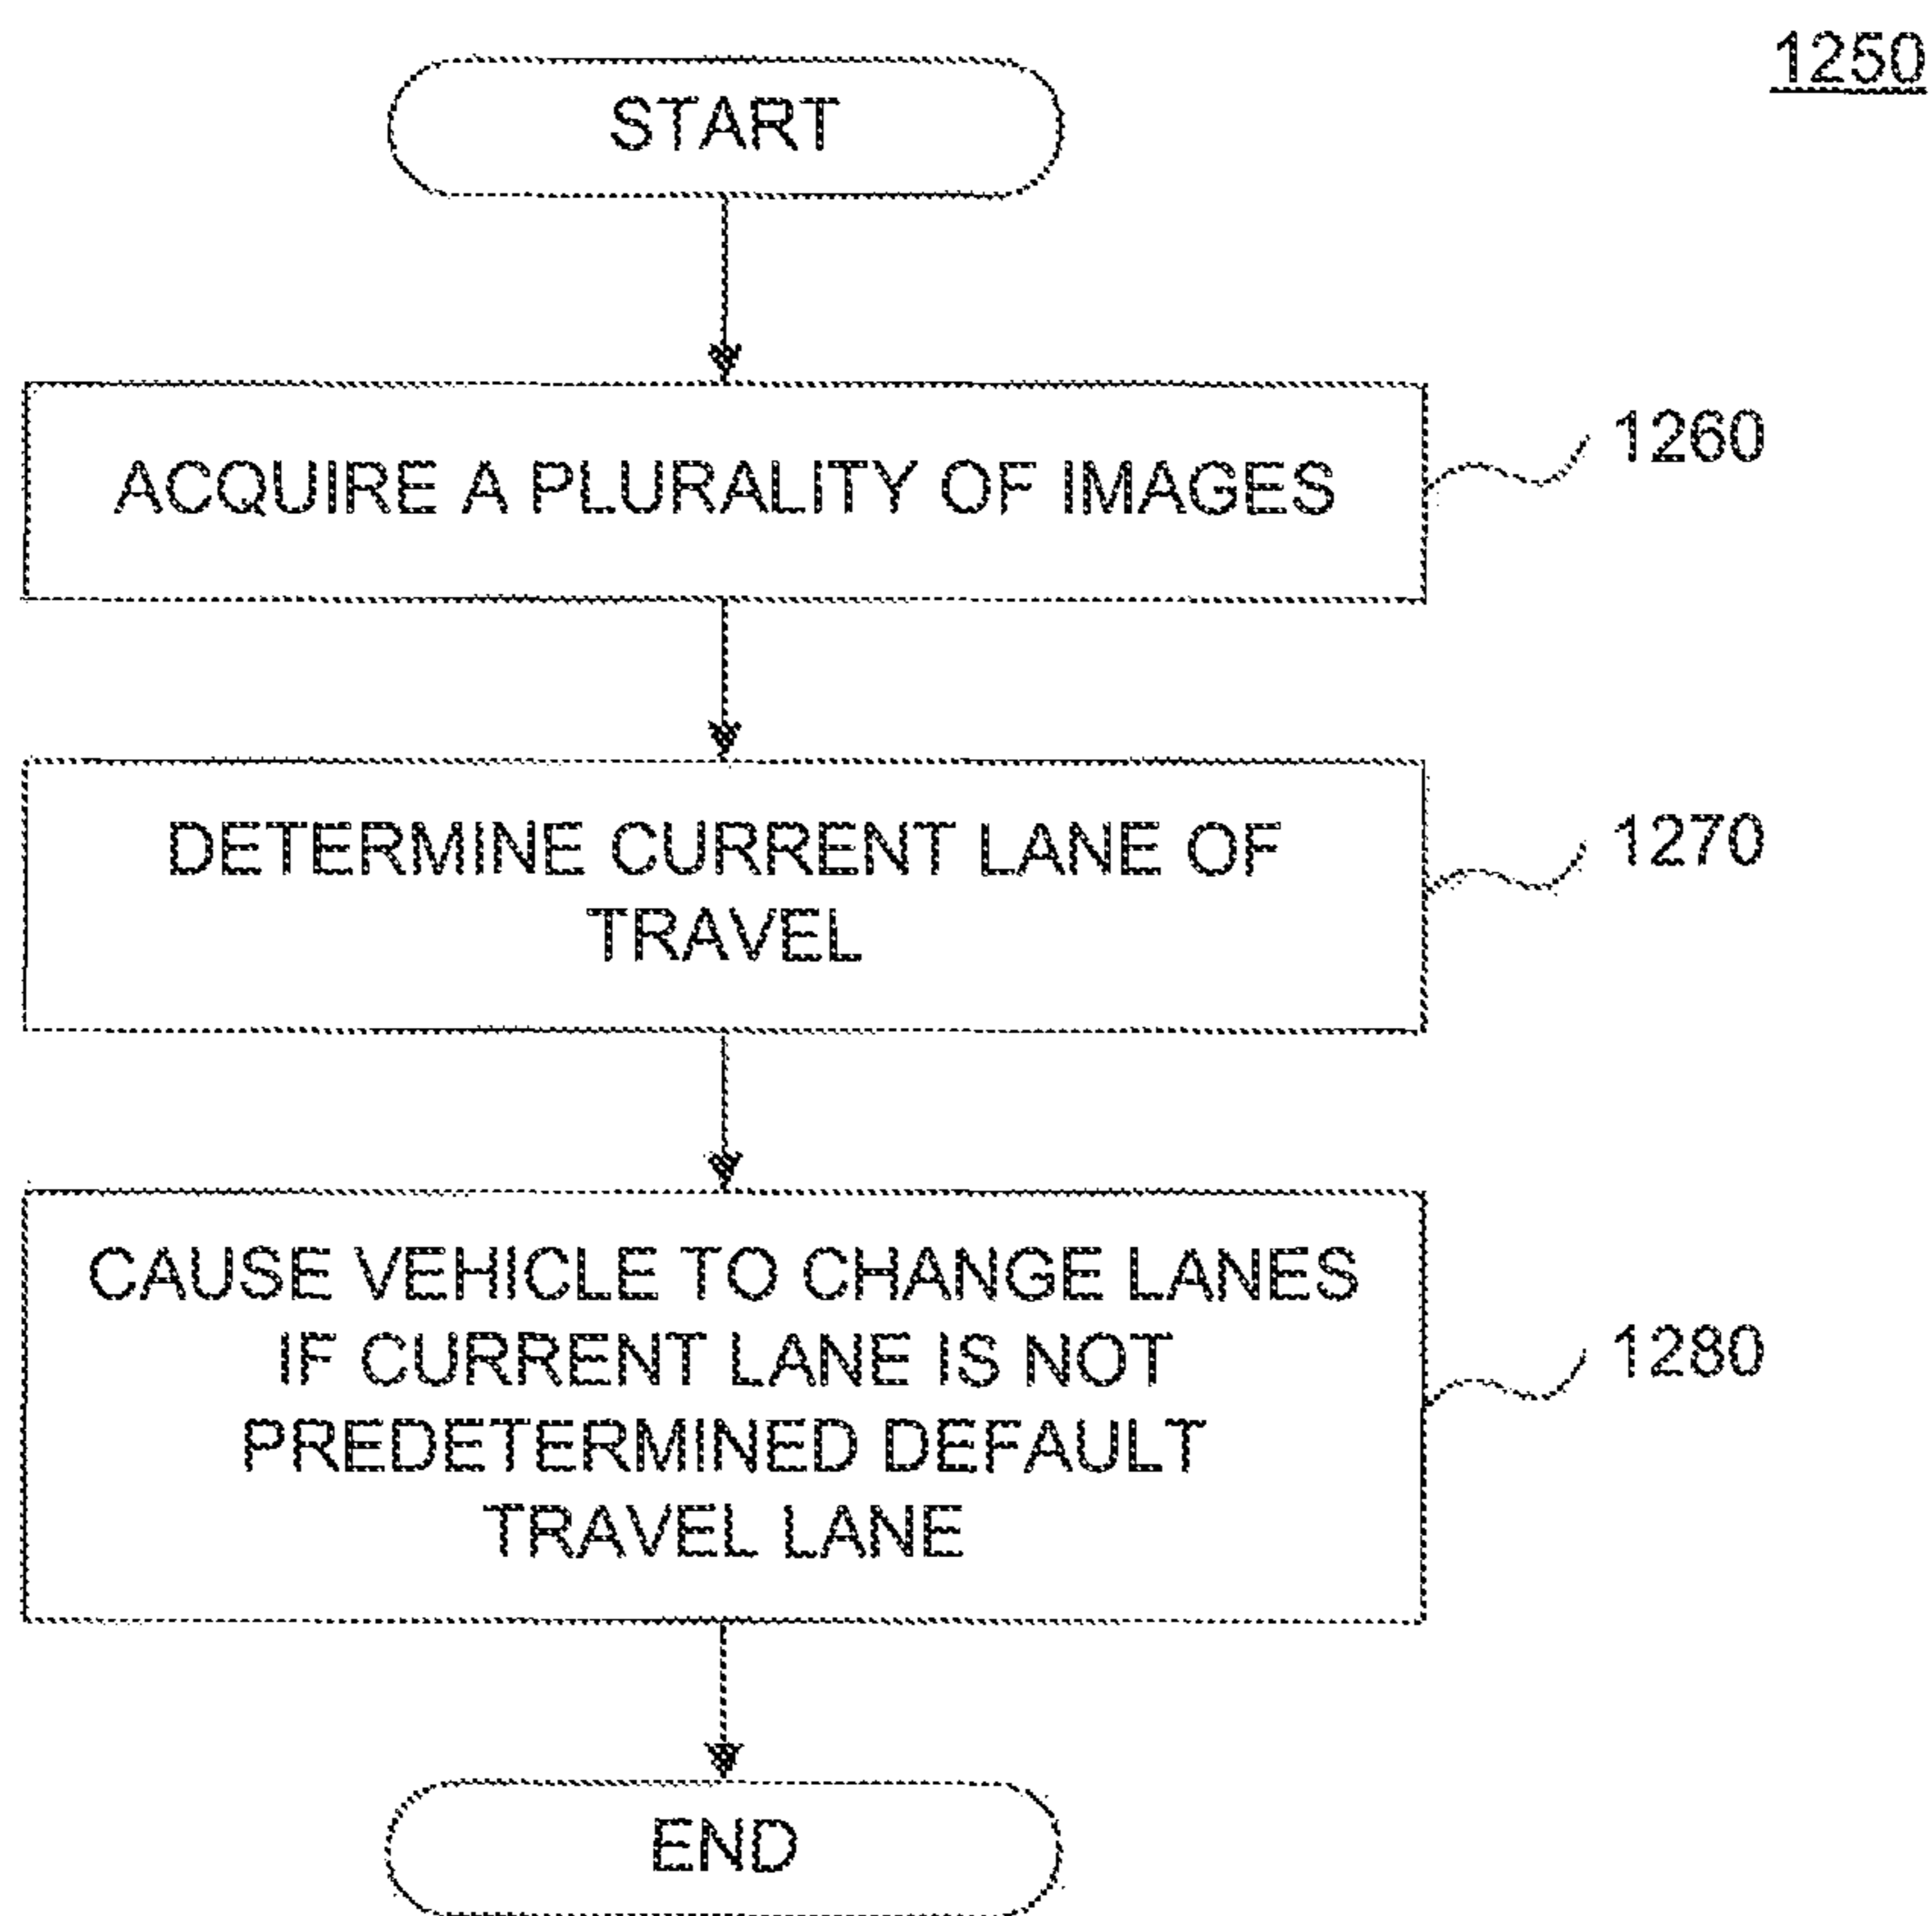 1250
START
ACQUIRE A PLURALITY OF IMAGES
1260
DETERMINE CURRENT LANE OF
TRAVEL
1270
CAUSE VEHICLE TO CHANGE LANES
IF CURRENT LANE IS NOT
PREDETERMINED DEFAULT
TRAVEL LANE
1280
END